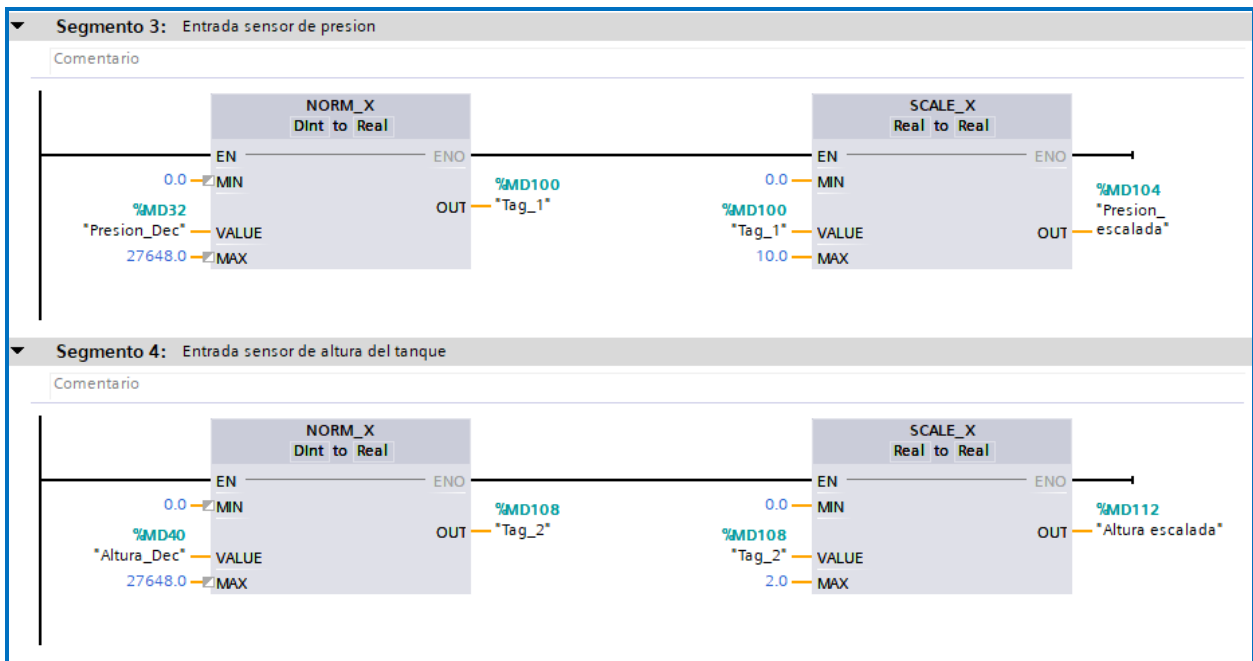 Segmento 3: Entrada sensor de presion
Comentario
NORM_X
DInt to Real
EN
ENO
0.0
MIN
%MD32
"Presion_Dec"
VALUE
27648.0
MAX
OUT
%MD100
"Tag_1"
SCALE_X
Real to Real
EN
ENO
0.0
MIN
%MD100
"Tag_1"
VALUE
10.0
MAX
OUT
%MD104
"Presion_
escalada"
Segmento 4: Entrada sensor de altura del tanque
Comentario
NORM_X
DInt to Real
EN
ENO
0.0
MIN
%MD40
"Altura_Dec"
VALUE
27648.0
MAX
OUT
%MD108
"Tag_2"
SCALE_X
Real to Real
EN
ENO
0.0
MIN
%MD108
"Tag_2"
VALUE
2.0
MAX
OUT
%MD112
"Altura escalada"